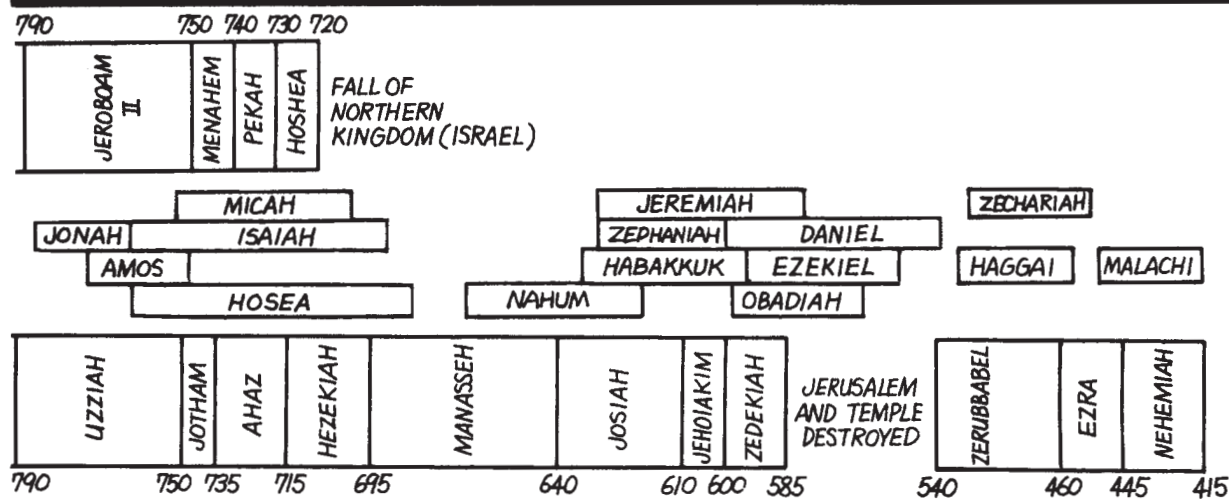 790 750 740 730 720
JEROBOAM
II
MENAHEM
PEKAH
HOSHEA
FALL OF
NORTHERN
KINGDOM (ISRAEL)
MICAH JEREMIAH ZECHARIAH
JONAH ISAIAH ZEPHANIAH DANIEL
AMOS HABAKKUK EZEKIEL HAGGAI MALACHI
HOSEA NAHUM OBADIAH
UZZIAH
JOTHAM
AHAZ
HEZEKIAH
MANASSEH
JOSIAH
JEHOIAKIM
ZEDEKIAH
JERUSALEM
AND TEMPLE
DESTROYED
ZERUBBABEL
EZRA
NEHEMIAH
790 750 735 715 695 640 610 600 585 540 460 445 415